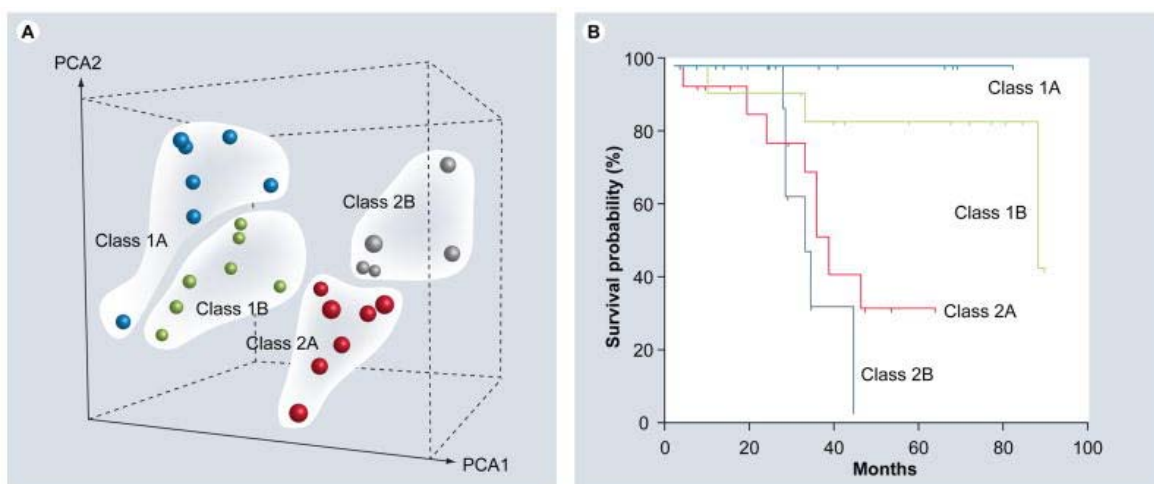 A
PCA2
Class 1A
Class 1B
Class 2A
Class 2B
PCA1
B
Survival probability (%)
100
80
60
40
20
0
Class 1A
Class 1B
Class 2A
Class 2B
0 20 40 60 80 100
Months